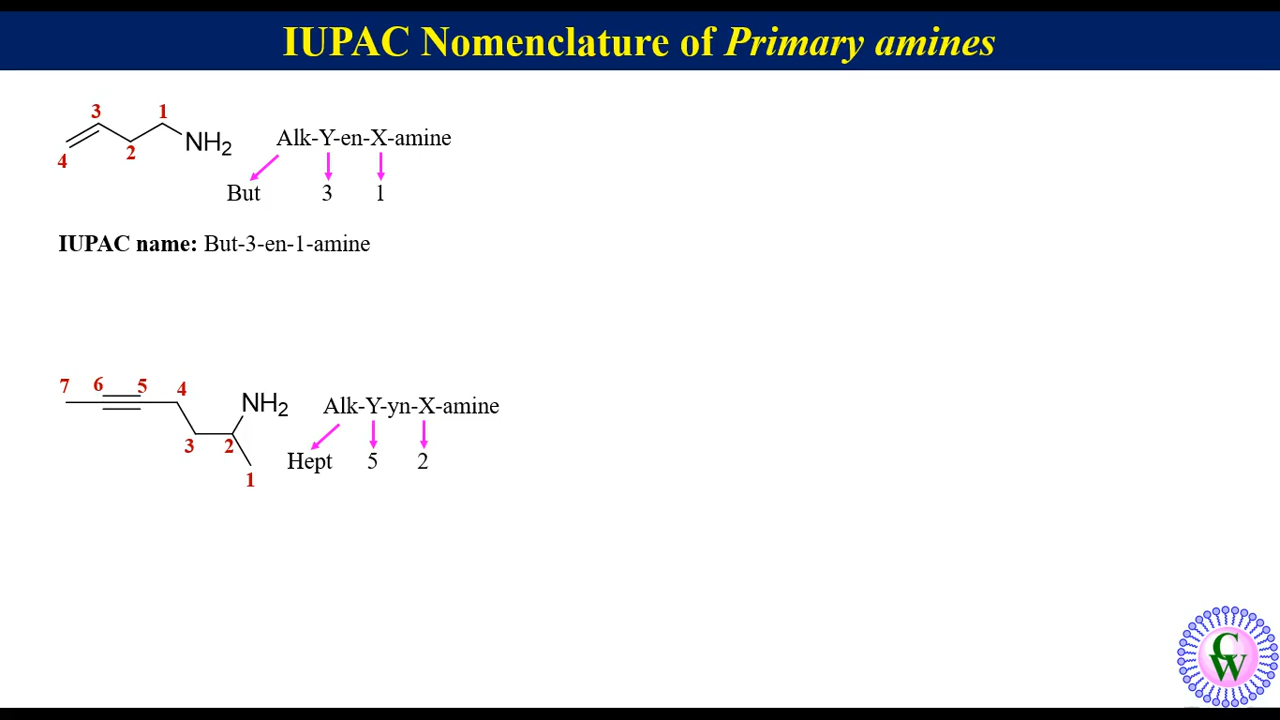 IUPAC Nomenclature of Primary amines
3 1
NH2
4 2
Alk-Y-en-X-amine
But 3 1
IUPAC name: But-3-en-1-amine
7 6 5 4
NH2
3 2
1
Alk-Y-yn-X-amine
Hept 5 2
CW